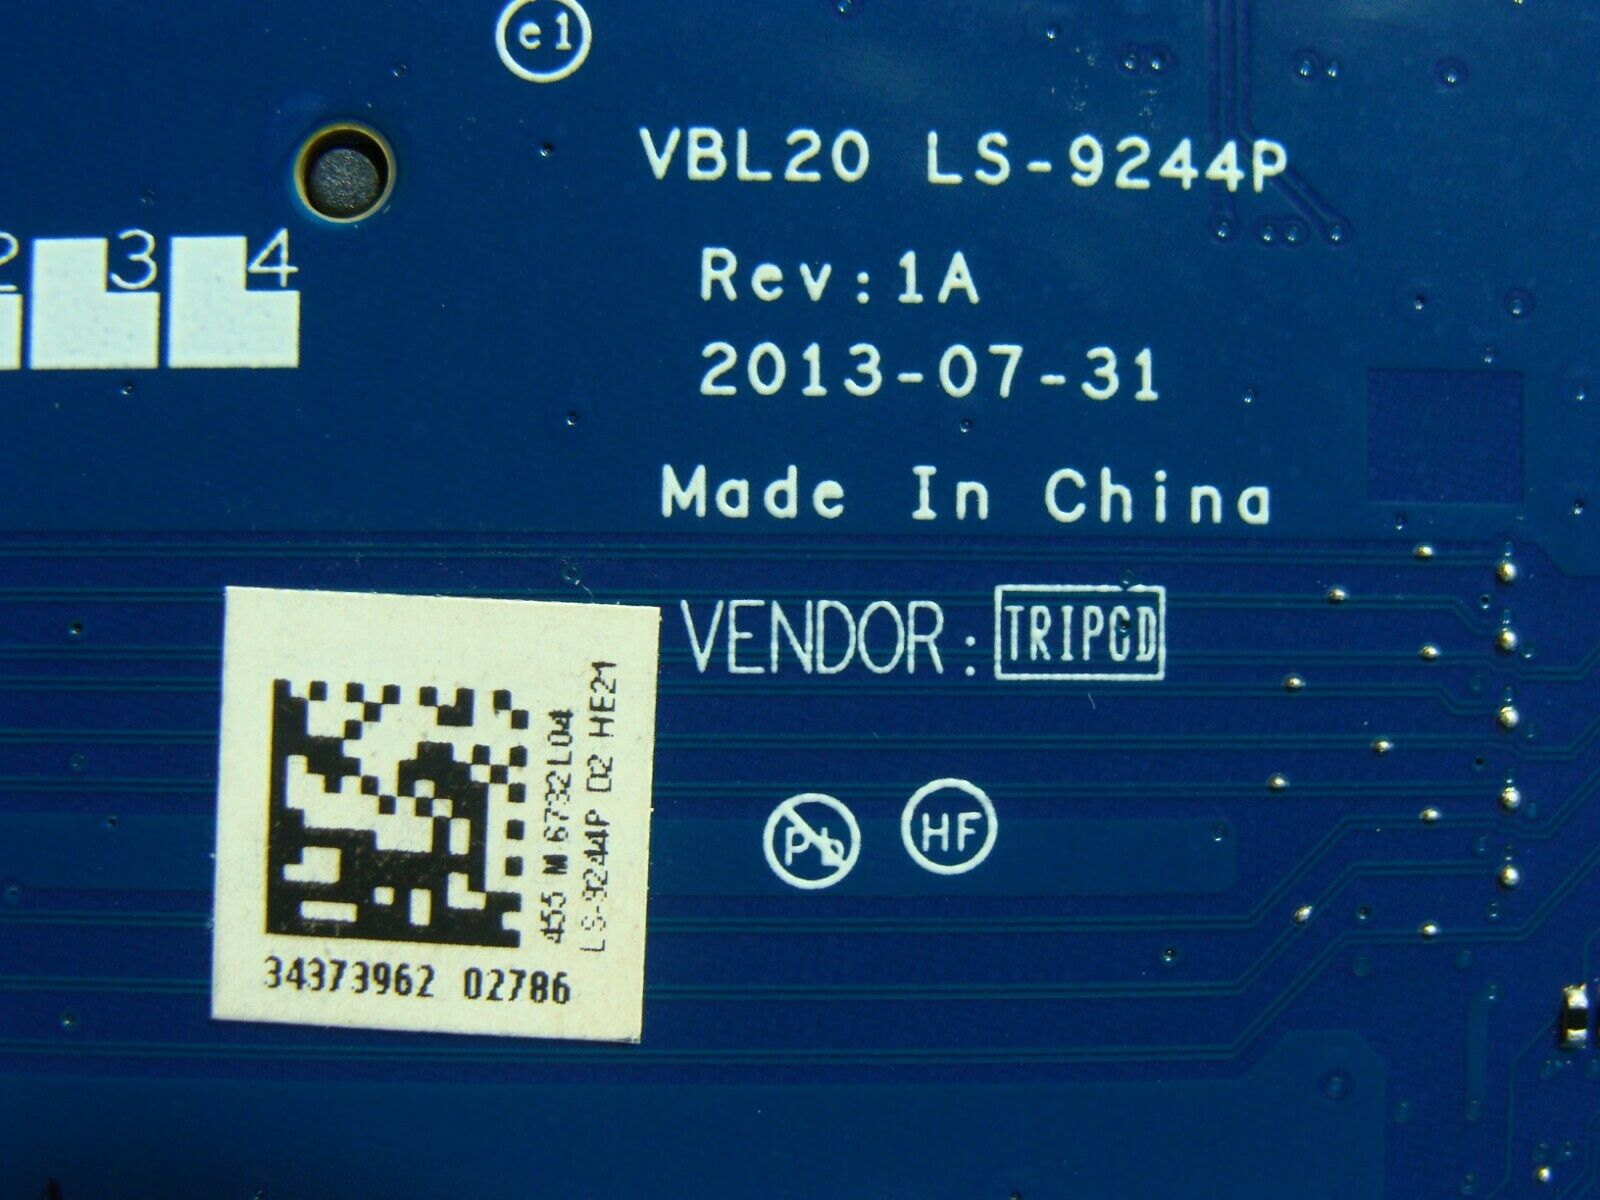 e1
VBL20 LS-9244P
2 3 4
Rev:1A
2013-07-31
Made In China
VENDOR: TRIPOD
455 M 6732L04
LS-9244P D2 HE21
34373962 02786
Pb
HF